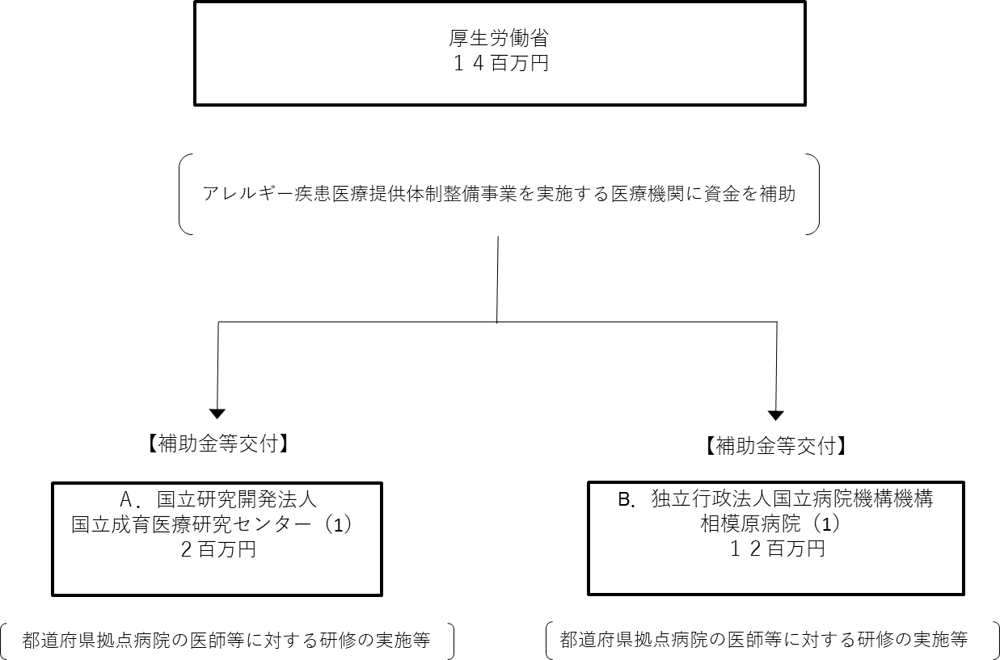 厚生労働省
１４百万円
アレルギー疾患医療提供体制整備事業を実施する医療機関に資金を補助
【補助金等交付】
【補助金等交付】
Ａ．国立研究開発法人
国立成育医療研究センター（1）
２百万円
B．独立行政法人国立病院機構機構
相模原病院（1）
１２百万円
都道府県拠点病院の医師等に対する研修の実施等
都道府県拠点病院の医師等に対する研修の実施等